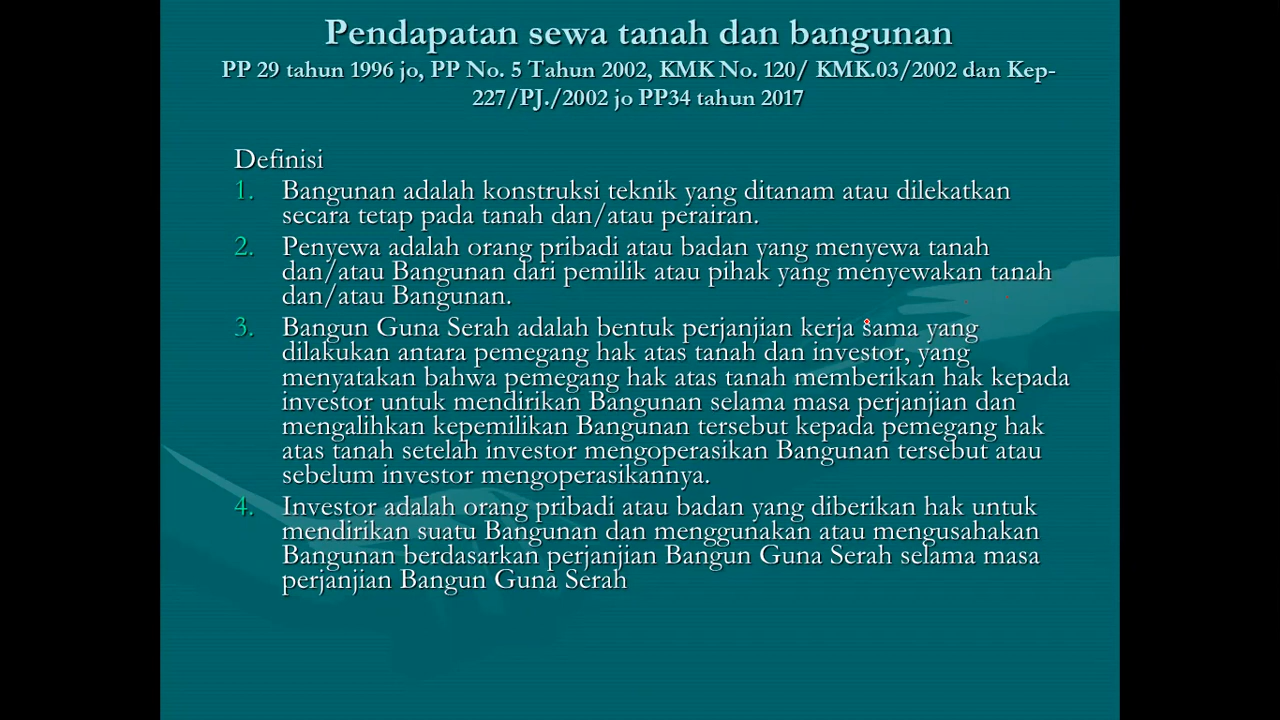 Pendapatan sewa tanah dan bangunan
PP 29 tahun 1996 jo, PP No. 5 Tahun 2002, KMK No. 120/ KMK.03/2002 dan Kep-
227/PJ./2002 jo PP34 tahun 2017
Definisi
1. Bangunan adalah konstruksi teknik yang ditanam atau dilekatkan
secara tetap pada tanah dan/atau perairan.
2. Penyewa adalah orang pribadi atau badan yang menyewa tanah
dan/atau Bangunan dari pemilik atau pihak yang menyewakan tanah
dan/atau Bangunan.
3. Bangun Guna Serah adalah bentuk perjanjian kerja sama yang
dilakukan antara pemegang hak atas tanah dan investor, yang
menyatakan bahwa pemegang hak atas tanah memberikan hak kepada
investor untuk mendirikan Bangunan selama masa perjanjian dan
mengalihkan kepemilikan Bangunan tersebut kepada pemegang hak
atas tanah setelah investor mengoperasikan Bangunan tersebut atau
sebelum investor mengoperasikannya.
4. Investor adalah orang pribadi atau badan yang diberikan hak untuk
mendirikan suatu Bangunan dan menggunakan atau mengusahakan
Bangunan berdasarkan perjanjian Bangun Guna Serah selama masa
perjanjian Bangun Guna Serah